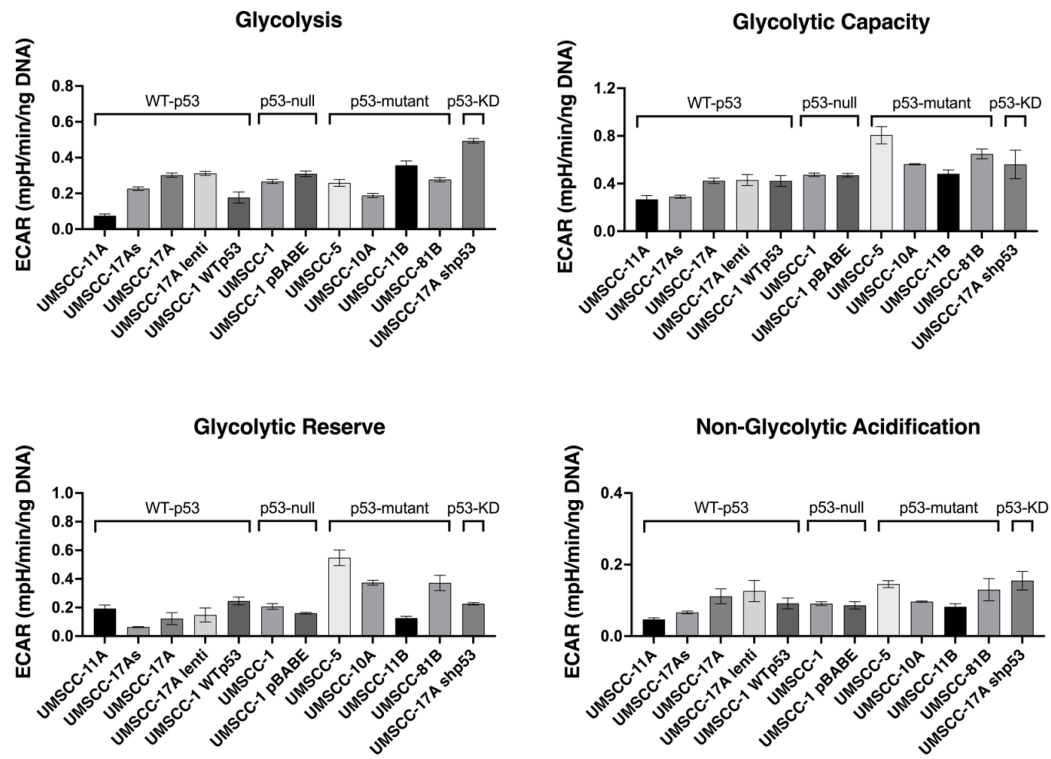 Glycolysis
ECAR (mpH/min/ng DNA)
0.8
0.6
0.4
0.2
0.0
WT-p53
p53-null
p53-mutant
p53-KD
UMSCC-11A
UMSCC-17As
UMSCC-17A
UMSCC-17A lenti
UMSCC-1 WTp53
UMSCC-1
UMSCC-1 pBABE
UMSCC-5
UMSCC-10A
UMSCC-11B
UMSCC-81B
UMSCC-17A shp53
Glycolytic Capacity
ECAR (mpH/min/ng DNA)
1.2
0.8
0.4
0.0
WT-p53
p53-null
p53-mutant
p53-KD
UMSCC-11A
UMSCC-17As
UMSCC-17A
UMSCC-17A lenti
UMSCC-1 WTp53
UMSCC-1
UMSCC-1 pBABE
UMSCC-5
UMSCC-10A
UMSCC-11B
UMSCC-81B
UMSCC-17A shp53
Glycolytic Reserve
ECAR (mpH/min/ng DNA)
1.0
0.8
0.6
0.4
0.2
0.0
WT-p53
p53-null
p53-mutant
p53-KD
UMSCC-11A
UMSCC-17As
UMSCC-17A
UMSCC-17A lenti
UMSCC-1 WTp53
UMSCC-1
UMSCC-1 pBABE
UMSCC-5
UMSCC-10A
UMSCC-11B
UMSCC-81B
UMSCC-17A shp53
Non-Glycolytic Acidification
ECAR (mpH/min/ng DNA)
0.4
0.2
0.0
WT-p53
p53-null
p53-mutant
p53-KD
UMSCC-11A
UMSCC-17As
UMSCC-17A
UMSCC-17A lenti
UMSCC-1 WTp53
UMSCC-1
UMSCC-1 pBABE
UMSCC-5
UMSCC-10A
UMSCC-11B
UMSCC-81B
UMSCC-17A shp53